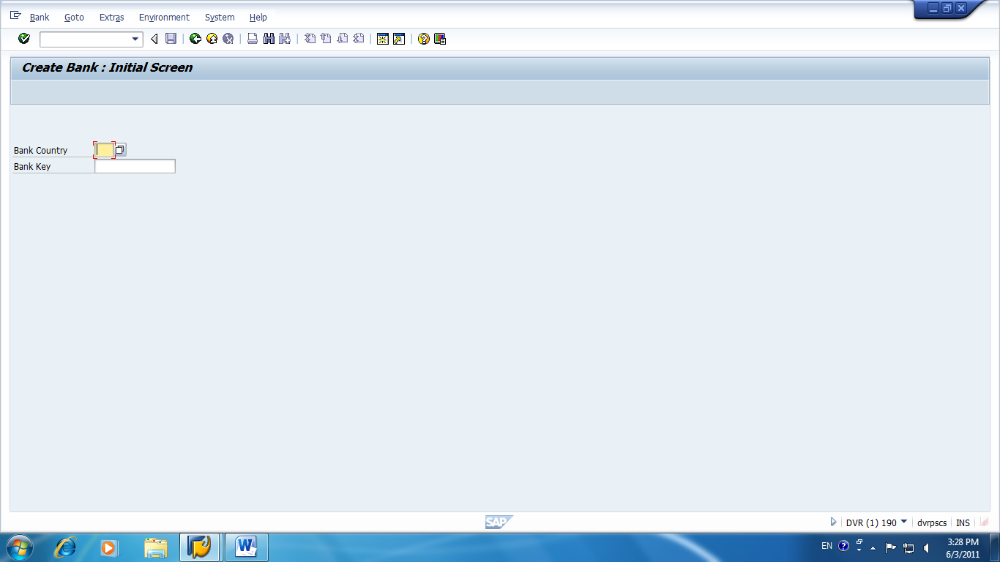 Bank Goto Extras Environment System Help
Create Bank : Initial Screen
Bank Country
Bank Key
SAP
DVR (1) 190 dvrpscs INS
EN
3:28 PM
6/3/2011